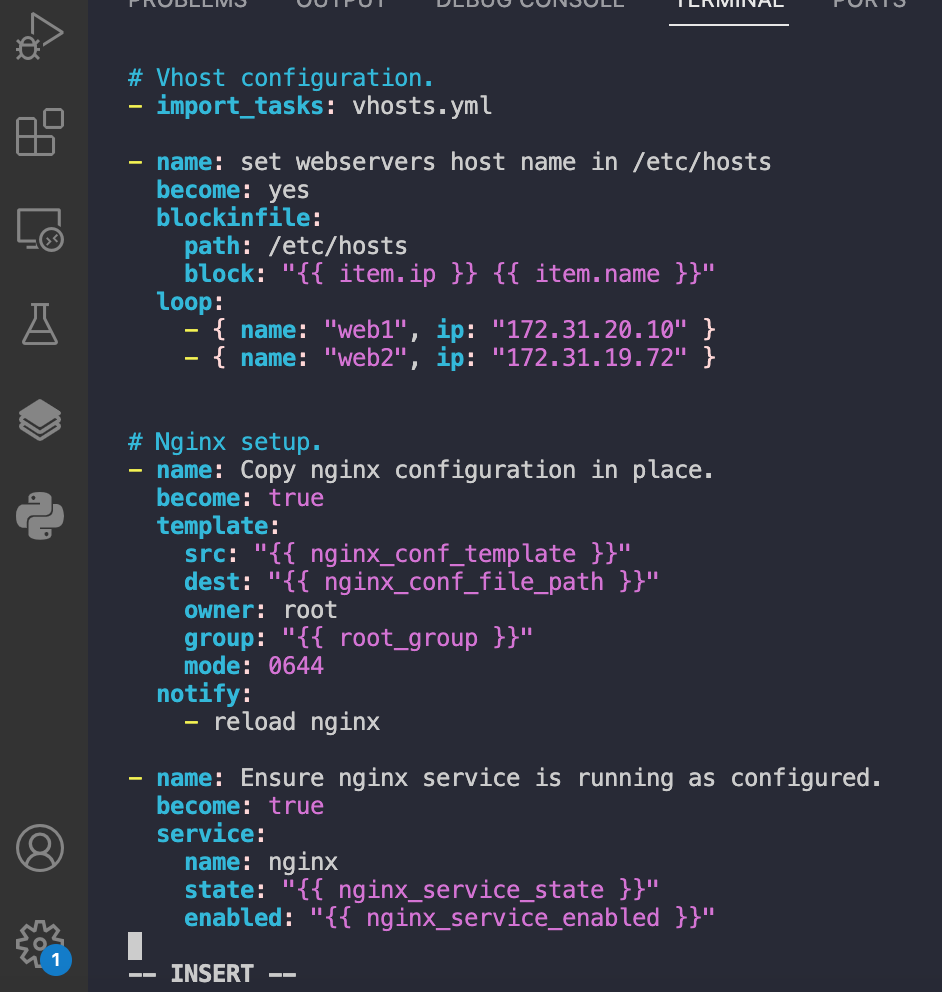 PROBLEMS OUTPUT DEBUG CONSOLE TERMINAL PORTS
# Vhost configuration.
- import_tasks: vhosts.yml
- name: set webservers host name in /etc/hosts
  become: yes
  blockinfile:
    path: /etc/hosts
    block: "{{ item.ip }} {{ item.name }}"
  loop:
    - { name: "web1", ip: "172.31.20.10" }
    - { name: "web2", ip: "172.31.19.72" }
# Nginx setup.
- name: Copy nginx configuration in place.
  become: true
  template:
    src: "{{ nginx_conf_template }}"
    dest: "{{ nginx_conf_file_path }}"
    owner: root
    group: "{{ root_group }}"
    mode: 0644
  notify:
    - reload nginx
- name: Ensure nginx service is running as configured.
  become: true
  service:
    name: nginx
    state: "{{ nginx_service_state }}"
    enabled: "{{ nginx_service_enabled }}"
1
-- INSERT --